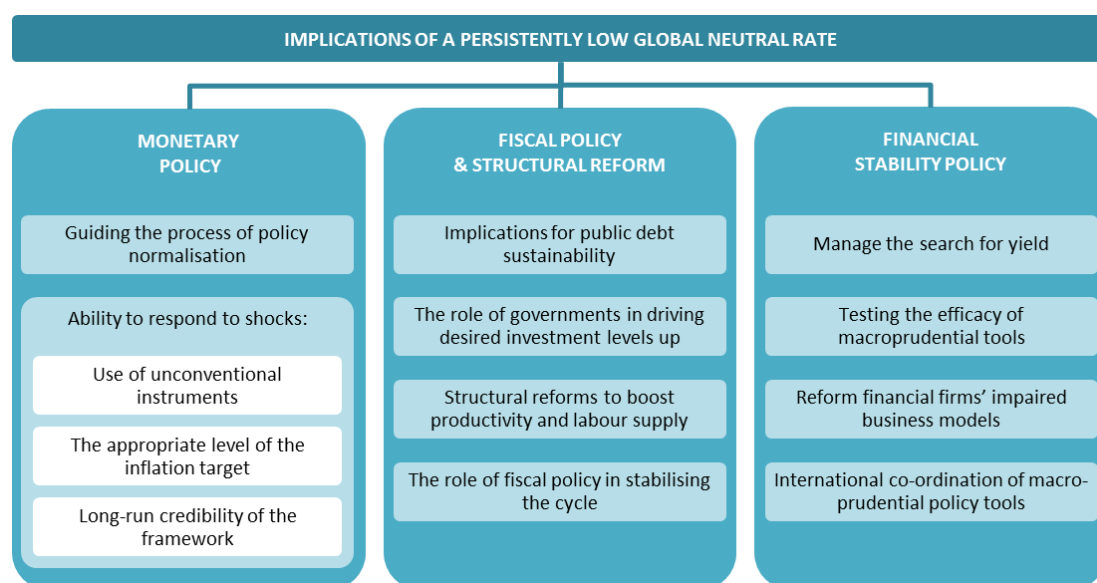 IMPLICATIONS OF A PERSISTENTLY LOW GLOBAL NEUTRAL RATE
MONETARY
POLICY
Guiding the process of policy
normalisation
Ability to respond to shocks:
Use of unconventional
instruments
The appropriate level of the
inflation target
Long-run credibility of the
framework
FISCAL POLICY
& STRUCTURAL REFORM
Implications for public debt
sustainability
The role of governments in driving
desired investment levels up
Structural reforms to boost
productivity and labour supply
The role of fiscal policy in stabilising
the cycle
FINANCIAL
STABILITY POLICY
Manage the search for yield
Testing the efficacy of
macroprudential tools
Reform financial firms’ impaired
business models
International co-ordination of macro-
prudential policy tools